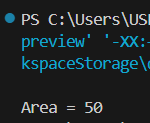 PS C:\Users\USE
preview' '-XX:
kspaceStorage\
Area = 50